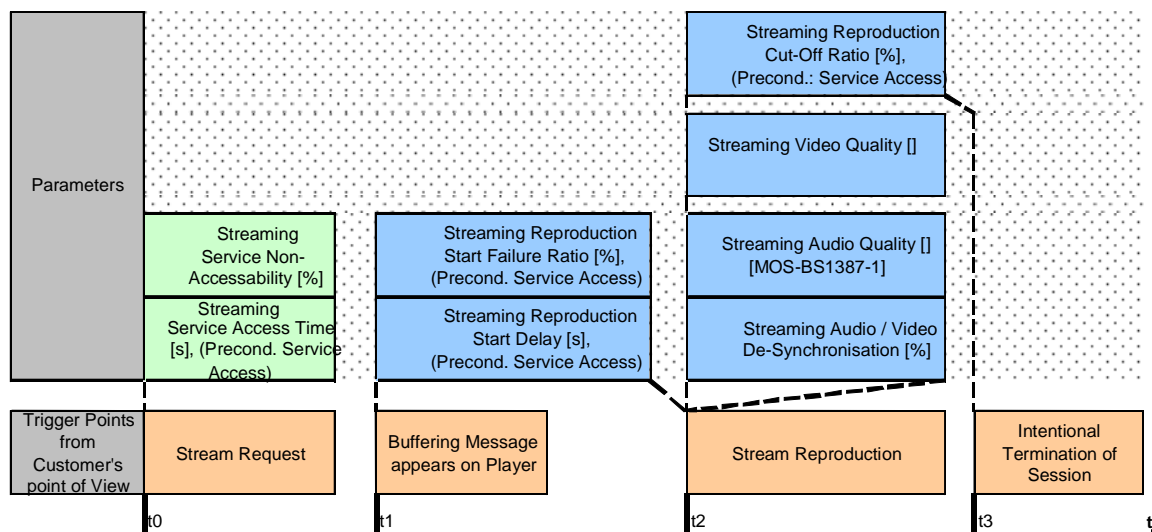 Streaming Reproduction
Cut-Off Ratio [%],
(Precond.: Service Access)
Streaming Video Quality []
Parameters
Streaming
Service Non-
Accessability [%]
Streaming Reproduction
Start Failure Ratio [%],
(Precond. Service Access)
Streaming Audio Quality []
[MOS-BS1387-1]
Streaming
Service Access Time
[s], (Precond. Service
Access)
Streaming Reproduction
Start Delay [s],
(Precond. Service Access)
Streaming Audio / Video
De-Synchronisation [%]
Trigger Points
from
Customer's
point of View
Stream Request
Buffering Message
appears on Player
Stream Reproduction
Intentional
Termination of
Session
t0
t1
t2
t3
t